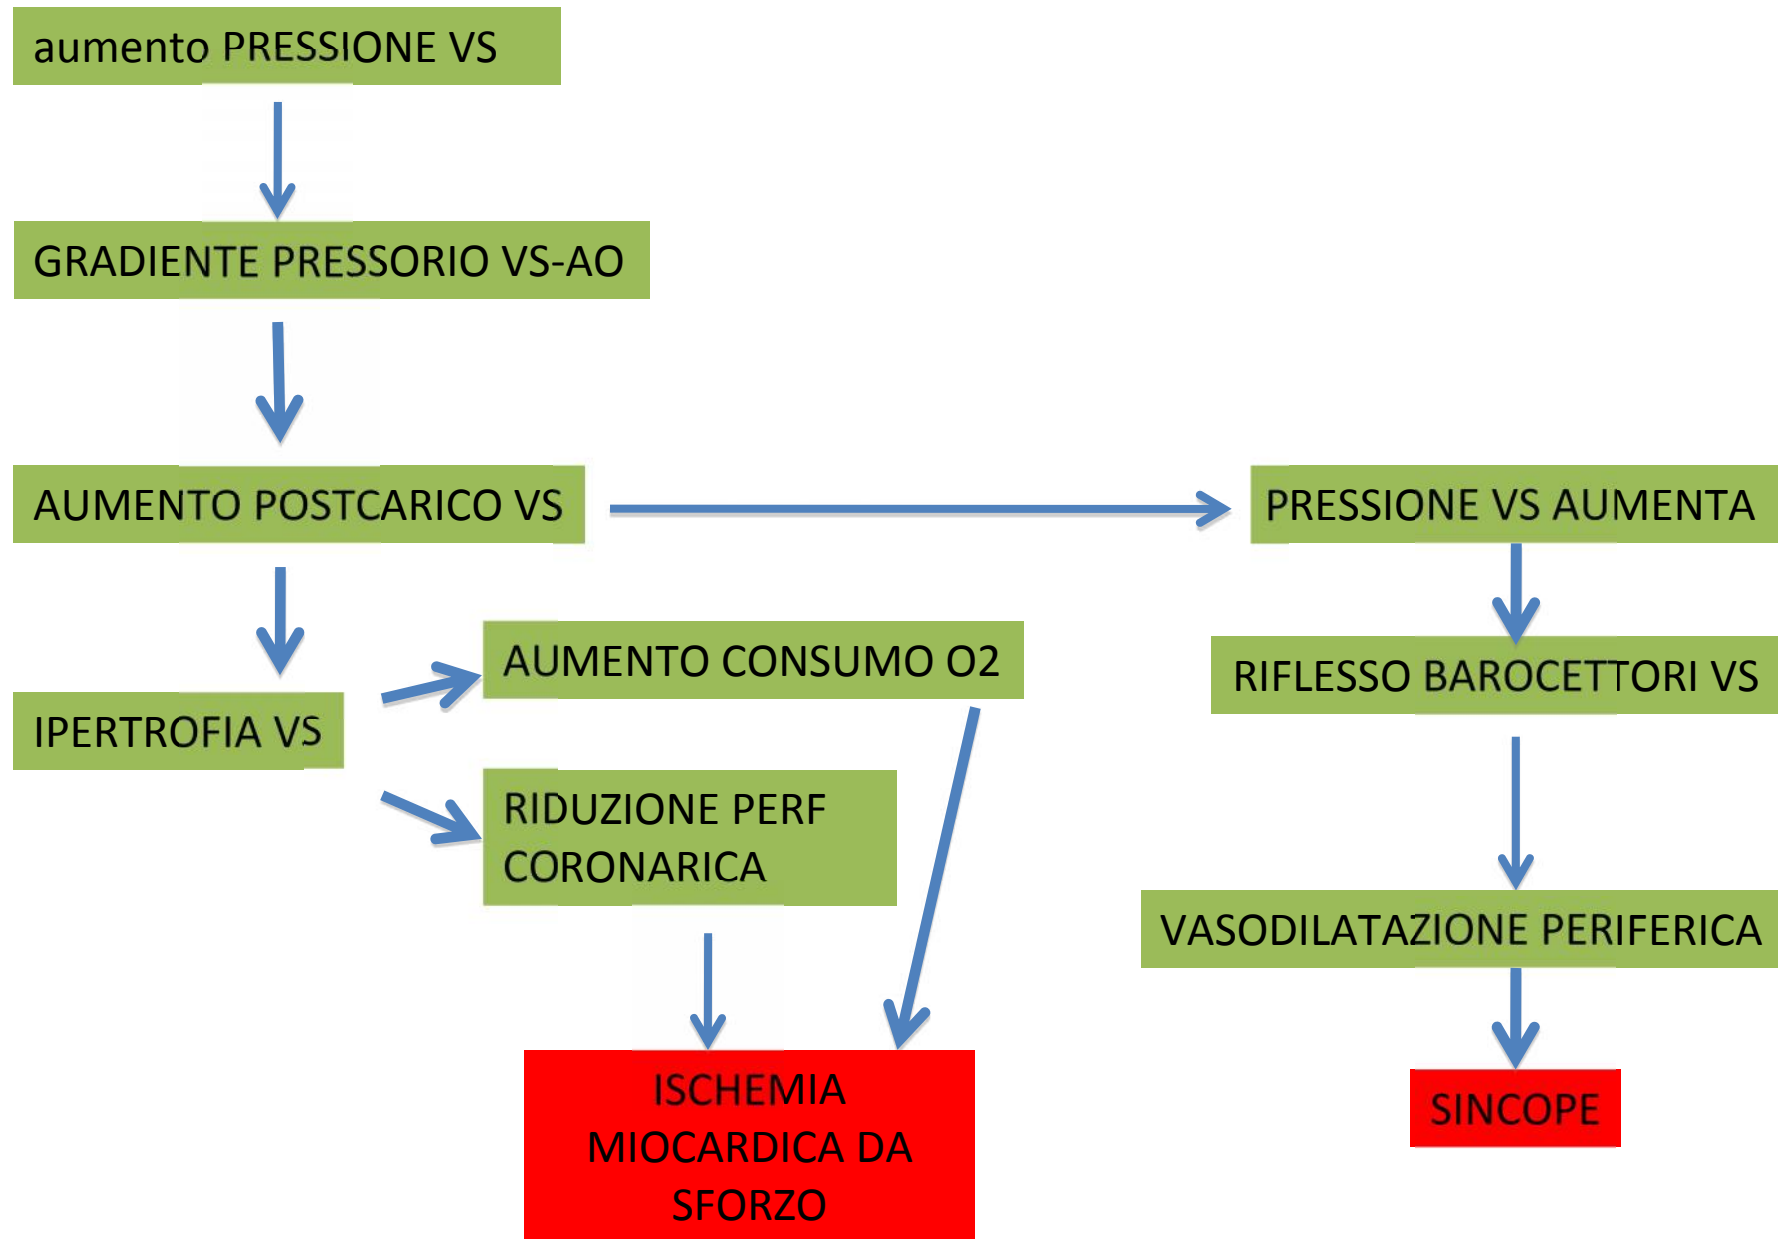 aumento PRESSIONE VS
GRADIENTE PRESSORIO VS-AO
AUMENTO POSTCARICO VS
PRESSIONE VS AUMENTA
AUMENTO CONSUMO O2
RIFLESSO BAROCETTORI VS
IPERTROFIA VS
RIDUZIONE PERF
CORONARICA
VASODILATAZIONE PERIFERICA
ISCHEMIA
MIOCARDICA DA
SFORZO
SINCOPE